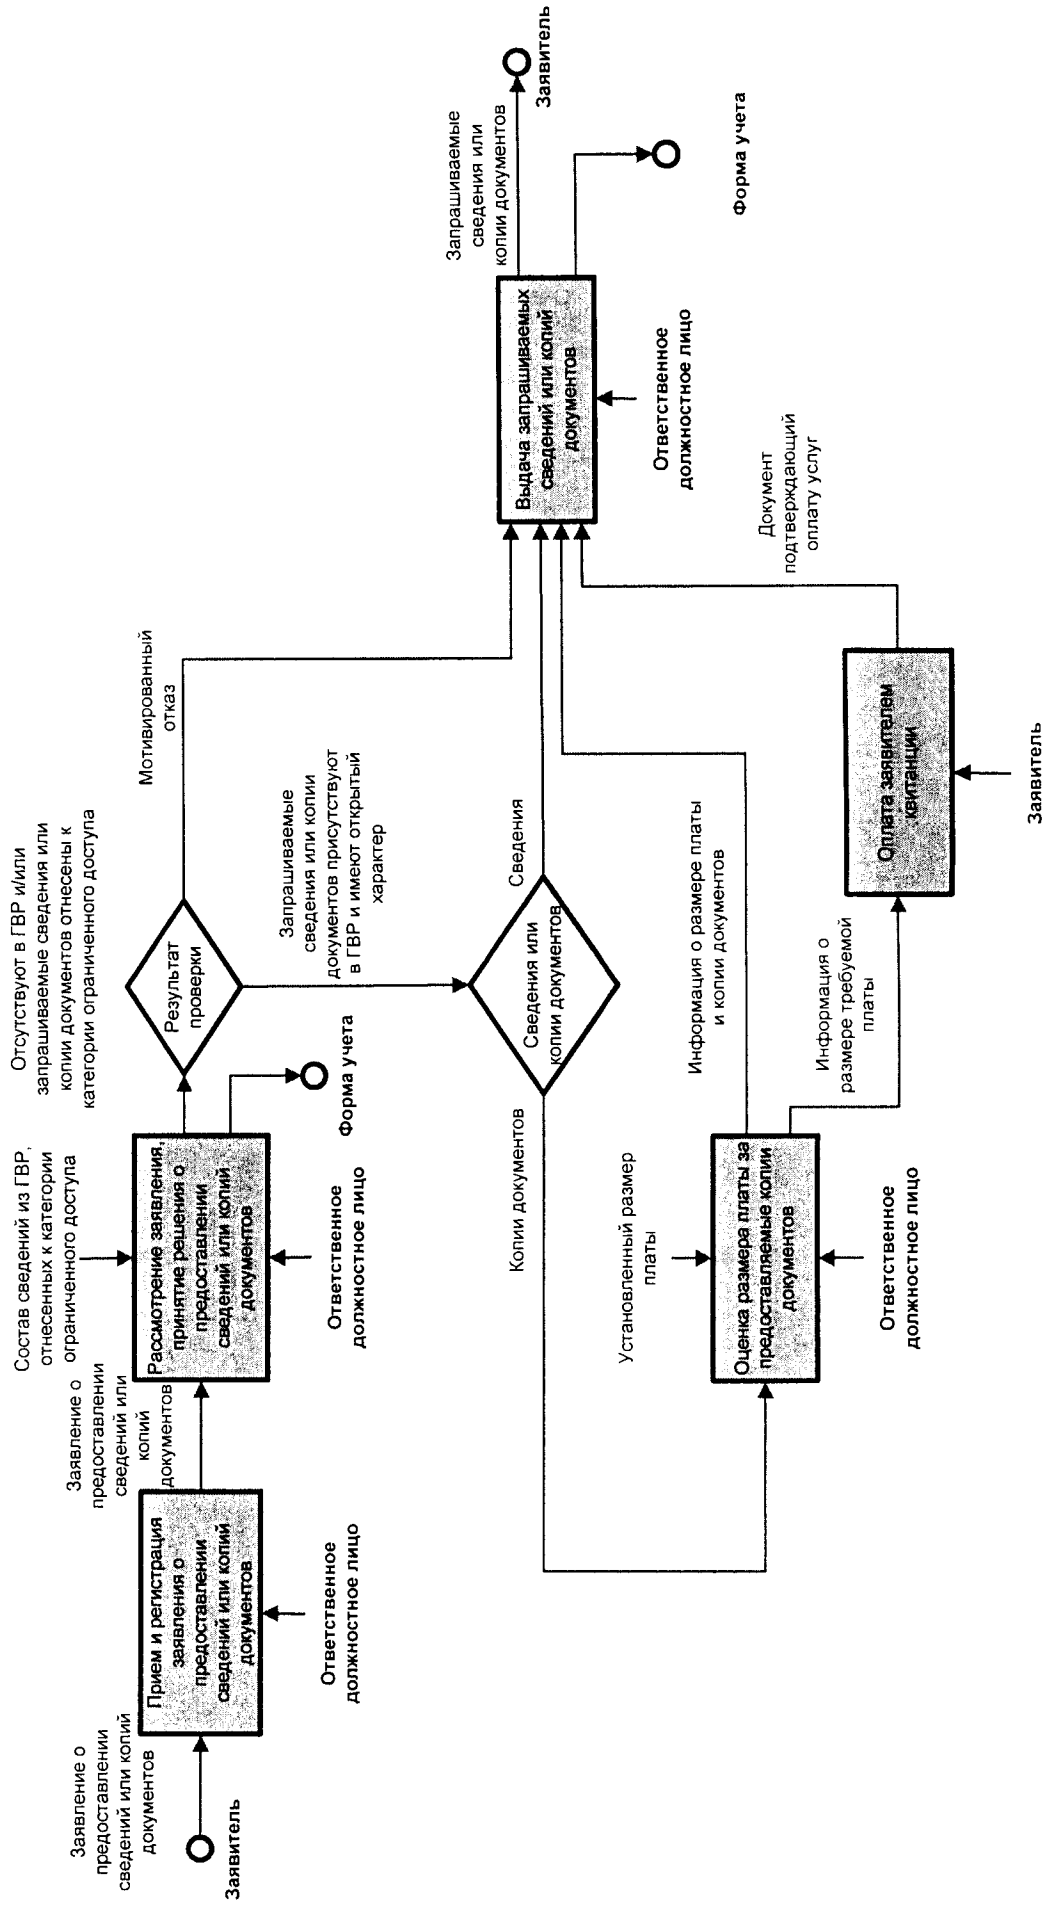 Заявление о
предоставлении
сведений или копий
документов
Заявитель
Прием и регистрация
заявления о
предоставлении
сведений или копий
документов
Ответственное
должностное лицо
Заявление о
предоставлении
сведений или
копий
документов
Состав сведений из ГВР,
отнесенных к категории
ограниченного доступа
Рассмотрение заявления,
принятие решения о
предоставлении
сведений или копий
документов
Ответственное
должностное лицо
Форма учета
Отсутствуют в ГВР и/или
запрашиваемые сведения или
копии документов отнесены к
категории ограниченного доступа
Результат
проверки
Мотивированный
отказ
Запрашиваемые
сведения или копии
документов присутствуют
в ГВР и имеют открытый
характер
Сведения или
копии документов
Сведения
Копии документов
Установленный размер
платы
Оценка размера платы за
предоставляемые копии
документов
Ответственное
должностное лицо
Информация о размере платы
и копии документов
Информация о
размере требуемой
платы
Оплата заявителем
квитанции
Заявитель
Документ
подтверждающий
оплату услуг
Выдача запрашиваемых
сведений или копий
документов
Ответственное
должностное лицо
Запрашиваемые
сведения или
копии документов
Заявитель
Форма учета